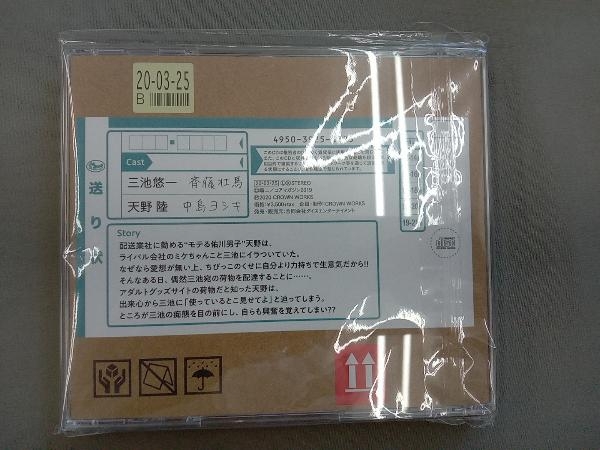 20-03-25
B
4950-3
送り状
Cast
三池悠一 斉藤壮馬
天野 陸 中島ヨシキ
20-03-25 STEREO
©2020 CROWN WORKS
Story
配送業社に勤める“モテる佑川男子”天野は、
ライバル会社のミケちゃんこと三池にイラついていた。
なぜなら愛想が無い上、ちびっこのくせに自分より力持ちで生意気だから!!
そんなある日、偶然三池宛の荷物を配達することに……。
アダルトグッズサイトの荷物だと知った天野は、
出来心から三池に「使っているとこ見せてよ」と迫ってしまう。
ところが三池の痴態を目の前にし、自らも興奮を覚えてしまい??